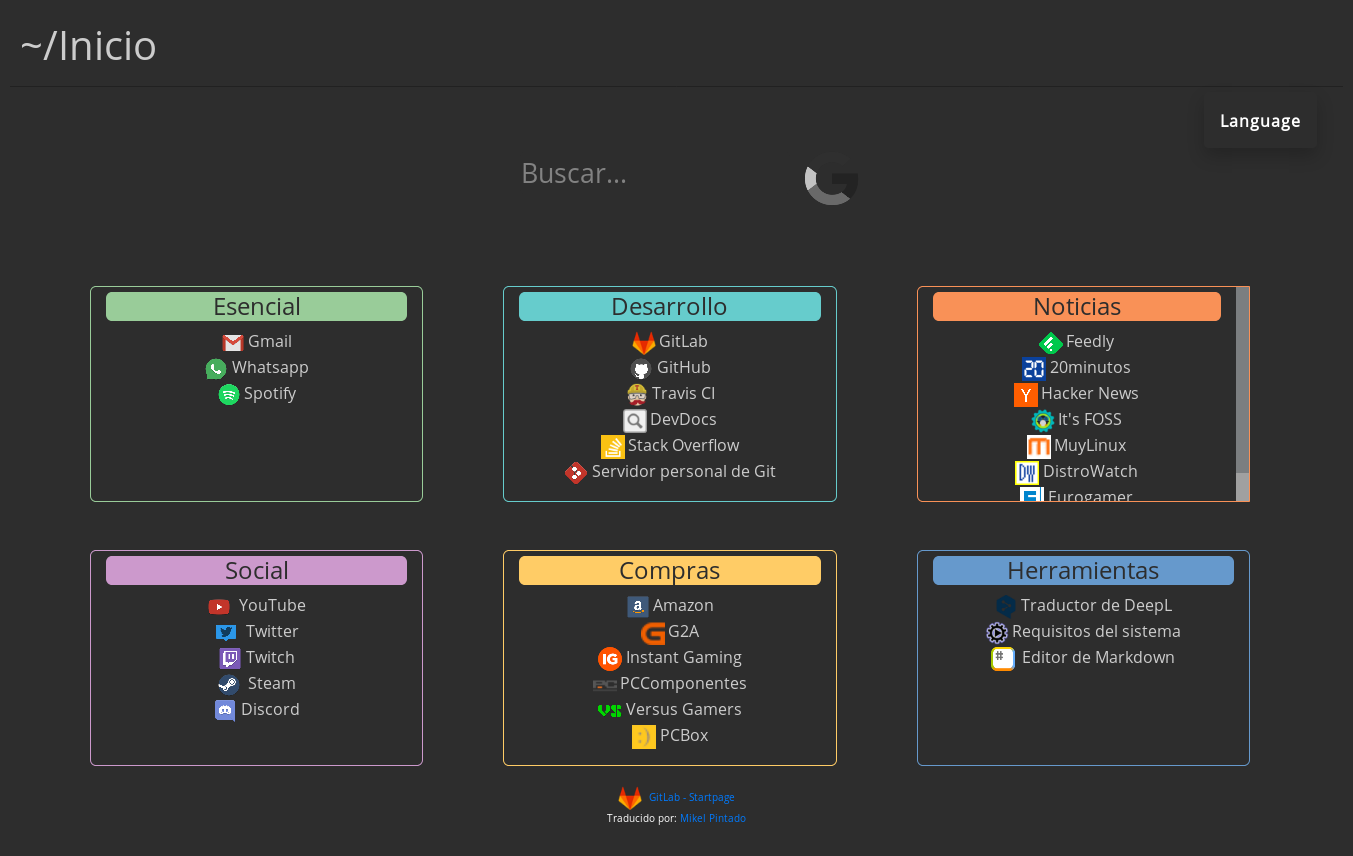 ~/Inicio
Language
Buscar...
Esencial
Gmail
Whatsapp
Spotify
Desarrollo
GitLab
GitHub
Travis CI
DevDocs
Stack Overflow
Servidor personal de Git
Noticias
Feedly
20minutos
Hacker News
It's FOSS
MuyLinux
DistroWatch
Eurogamer
Social
YouTube
Twitter
Twitch
Steam
Discord
Compras
Amazon
G2A
Instant Gaming
PCComponentes
Versus Gamers
PCBox
Herramientas
Traductor de DeepL
Requisitos del sistema
Editor de Markdown
GitLab - Startpage
Traducido por: Mikel Pintado